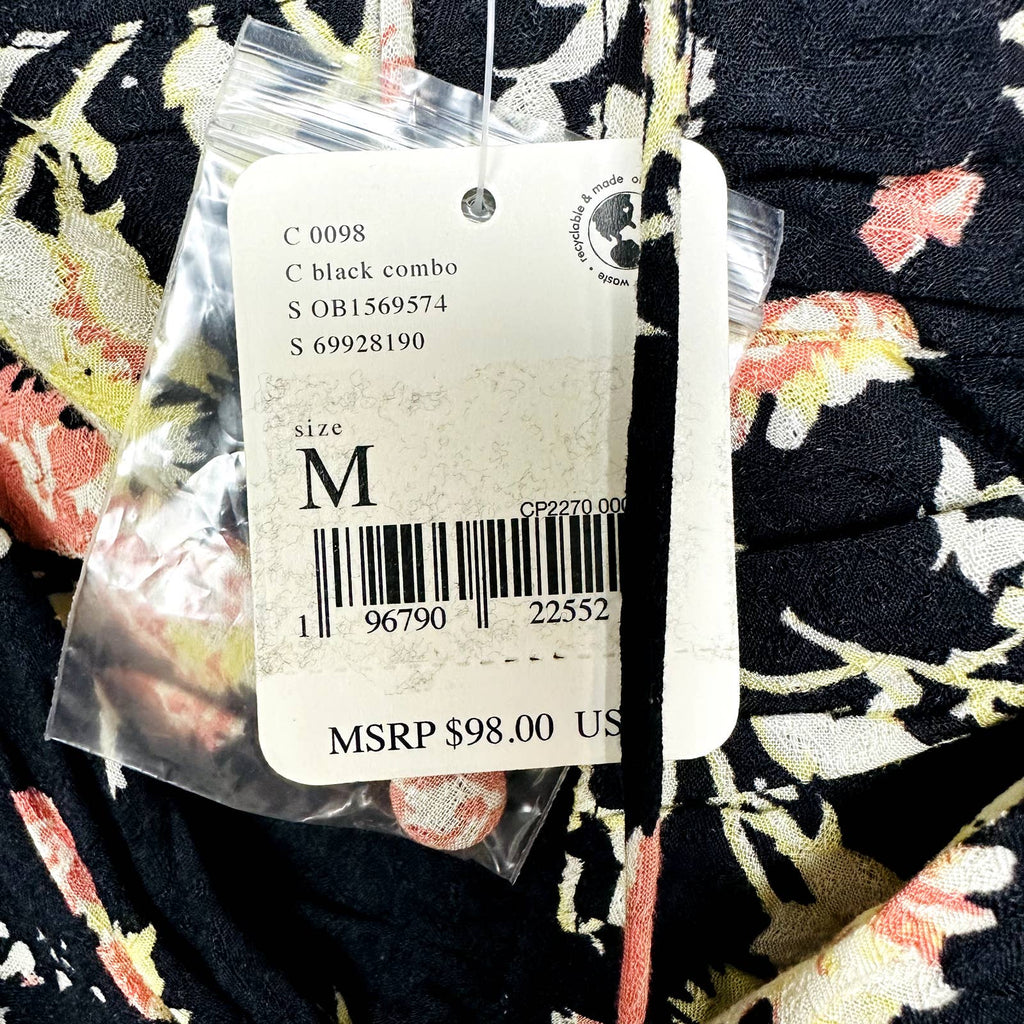 recyclable & made
waste
C 0098
C black combo
S OB1569574
S 69928190
size
M
CP2270 000
1 96790 22552
MSRP $98.00 US